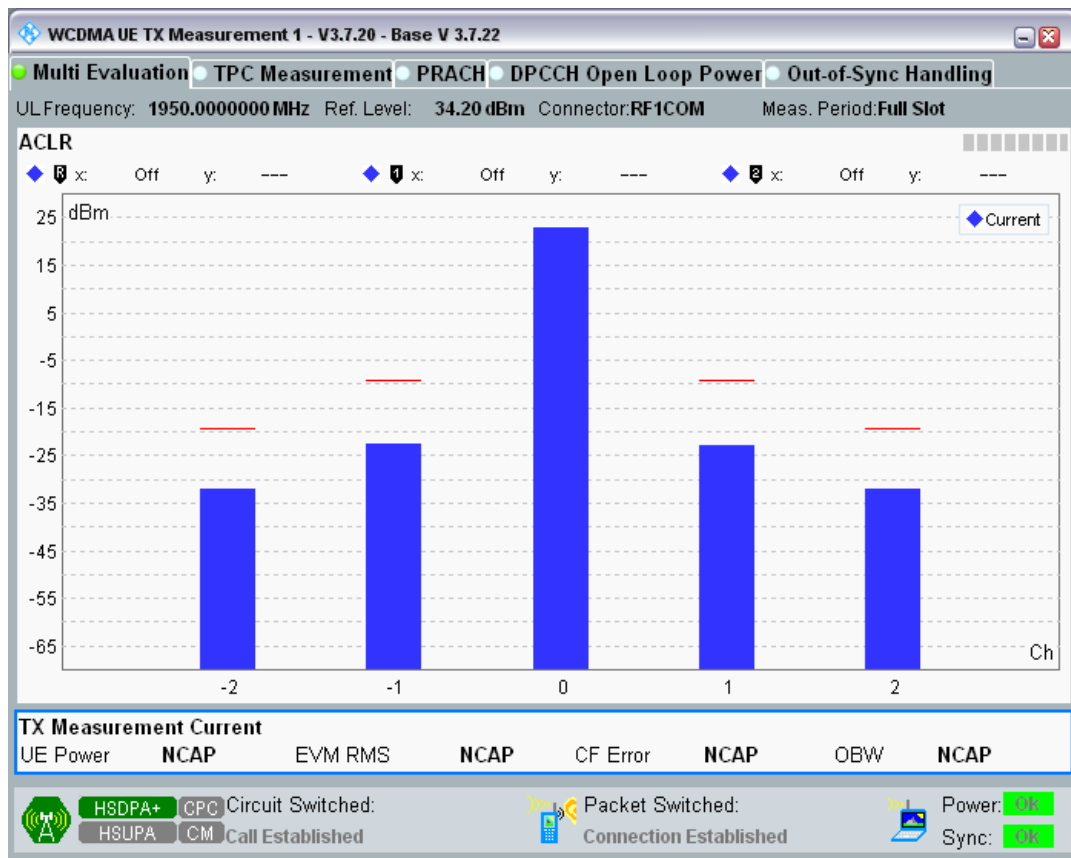 WCDMA UE TX Measurement 1 - V3.7.20 - Base V 3.7.22
Multi Evaluation TPC Measurement PRACH DPCCH Open Loop Power Out-of-Sync Handling
UL Frequency: 1950.0000000 MHz Ref. Level: 34.20 dBm Connector: RF1COM Meas. Period: Full Slot
ACLR
R x: Off y: --- 1 x: Off y: --- 2 x: Off y: ---
dBm
Current
25
15
5
-5
-15
-25
-35
-45
-55
-65
Ch
-2 -1 0 1 2
TX Measurement Current
UE Power NCAP EVM RMS NCAP CF Error NCAP OBW NCAP
HSDPA+ CPC Circuit Switched: Packet Switched: Power: Ok
HSUPA CM Call Established Connection Established Sync: Ok